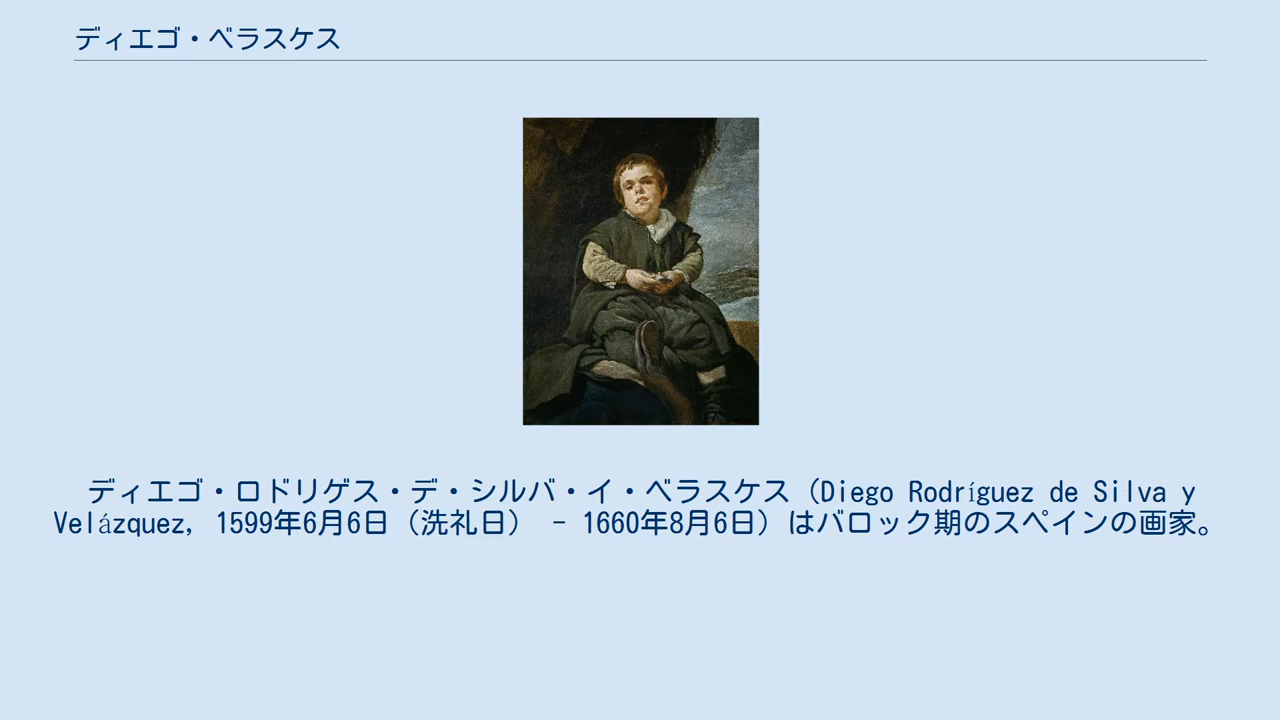 ディエゴ・ベラスケス
ディエゴ・ロドリゲス・デ・シルバ・イ・ベラスケス（Diego Rodríguez de Silva y
Velázquez, 1599年6月6日（洗礼日） - 1660年8月6日）はバロック期のスペインの画家。